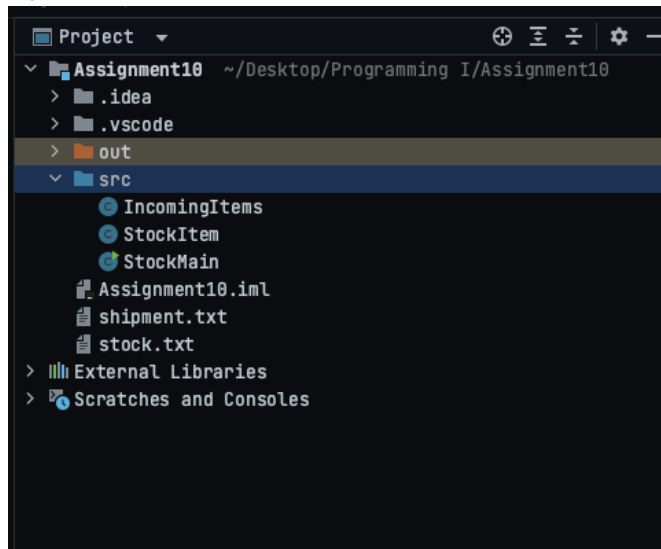 Project
Assignment10 ~/Desktop/Programming I/Assignment10
.idea
.vscode
out
src
IncomingItems
StockItem
StockMain
Assignment10.iml
shipment.txt
stock.txt
External Libraries
Scratches and Consoles